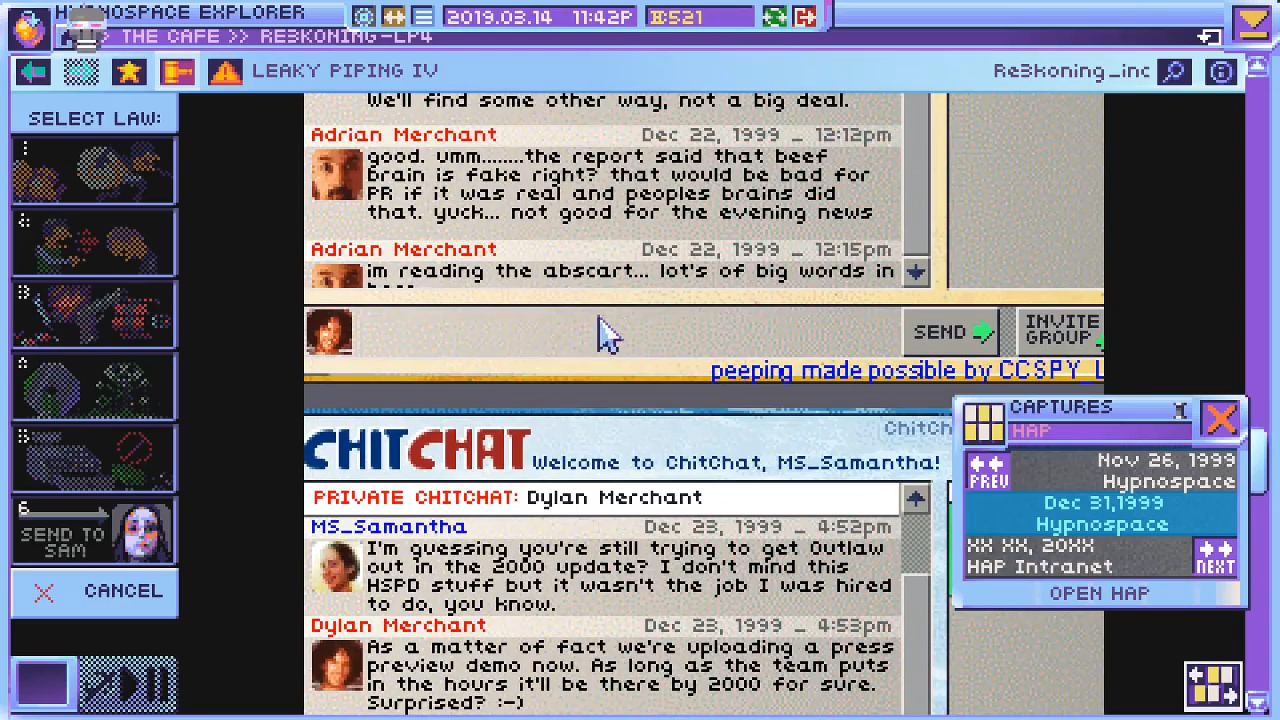 HYPNOSPACE EXPLORER
2019.03.14 11:42P
521
THE CAFE >> RE3KONING-LP4
LEAKY PIPING IV
Re3koning_inc
SELECT LAW:
We'll find some other way, not a big deal.
Adrian Merchant Dec 22, 1999 _ 12:12pm
good. umm........the report said that beef
brain is fake right? that would be bad for
PR if it was real and peoples brains did
that. yuck... not good for the evening news
Adrian Merchant Dec 22, 1999 _ 12:15pm
im reading the abscart... lot's of big words in
SEND
INVITE
GROUP
peeping made possible by CCSPY_L
ChitCh
CHITCHAT
Welcome to ChitChat, MS_Samantha!
PRIVATE CHITCHAT: Dylan Merchant
MS_Samantha Dec 23, 1999 _ 4:52pm
I'm guessing you're still trying to get Outlaw
out in the 2000 update? I don't mind this
HSPD stuff but it wasn't the job I was hired
to do, you know.
Dylan Merchant Dec 23, 1999 _ 4:53pm
As a matter of fact we're uploading a press
preview demo now. As long as the team puts
in the hours it'll be there by 2000 for sure.
Surprised? :-)
6
SEND TO
SAM
CANCEL
CAPTURES
HAP
PREV
Nov 26, 1999
Hypnospace
Dec 31,1999
Hypnospace
XX XX, 20XX
HAP Intranet
NEXT
OPEN HAP